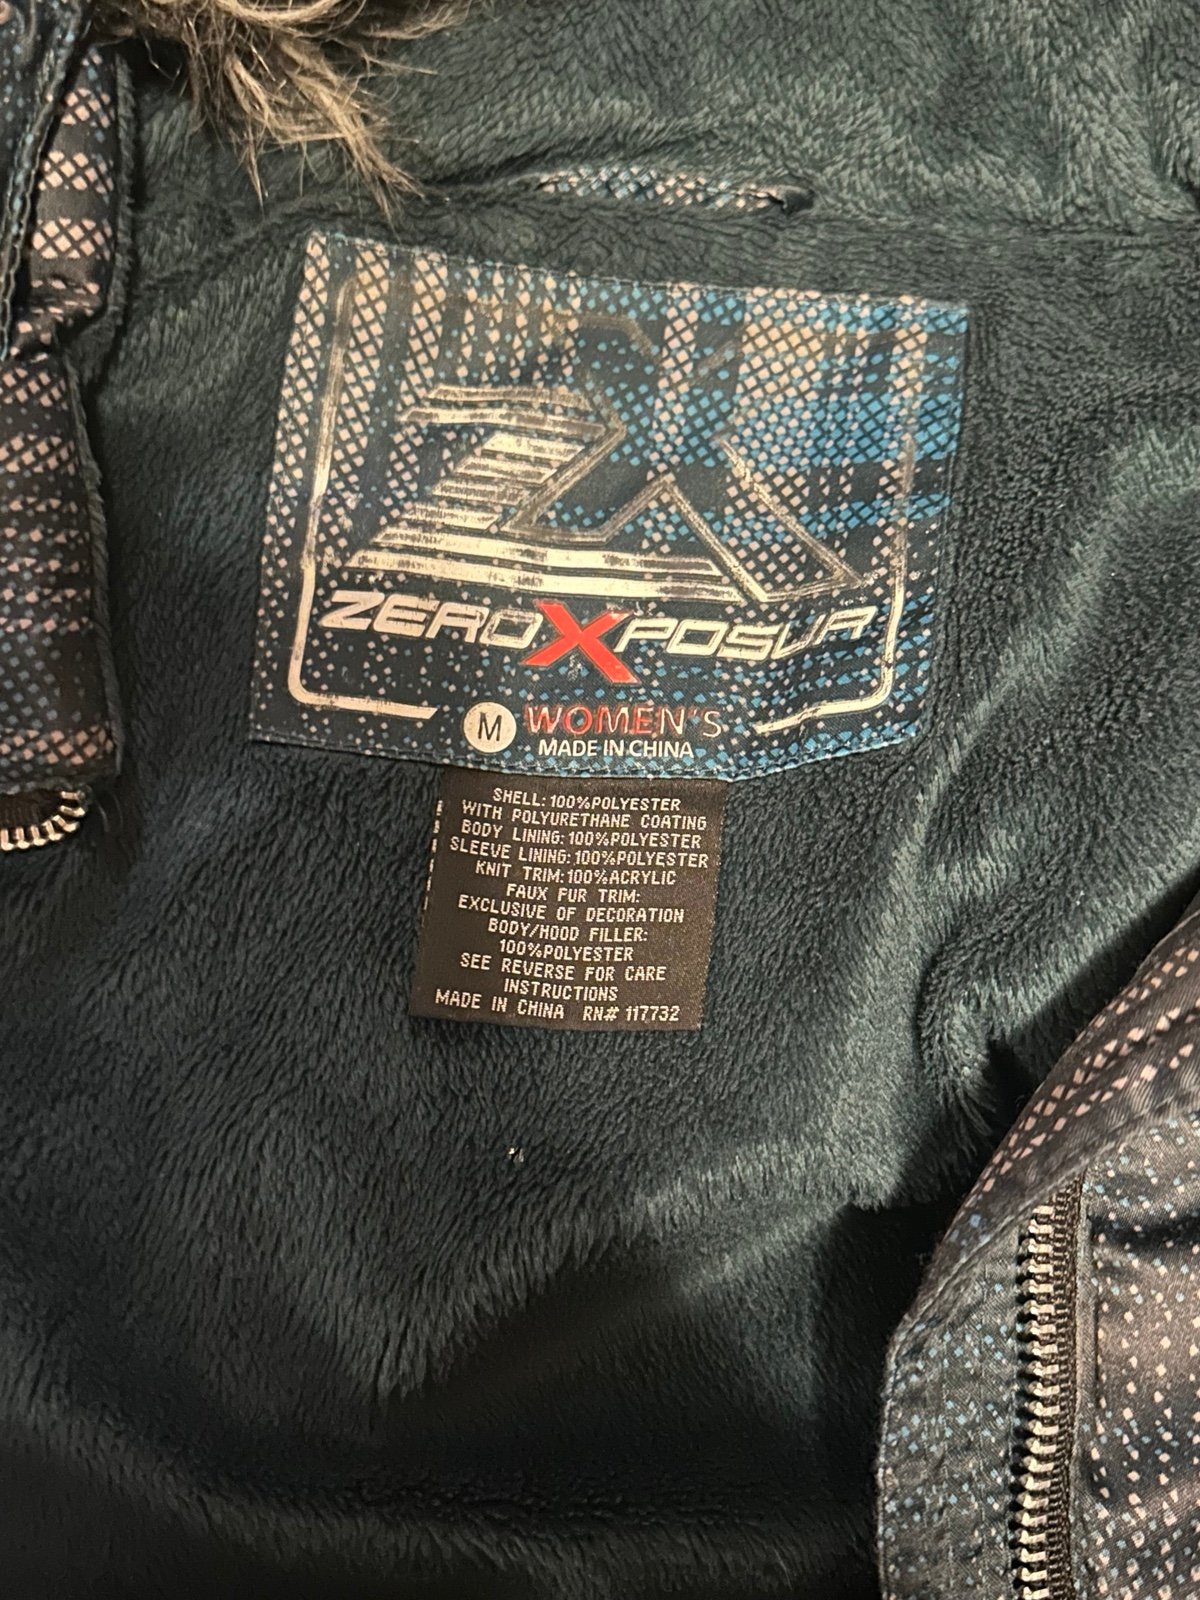 ZX
ZEROXPOSUR
M WOMEN'S
MADE IN CHINA
SHELL: 100%POLYESTER
WITH POLYURETHANE COATING
BODY LINING: 100%POLYESTER
SLEEVE LINING: 100%POLYESTER
KNIT TRIM: 100%ACRYLIC
FAUX FUR TRIM:
EXCLUSIVE OF DECORATION
BODY/HOOD FILLER:
100%POLYESTER
SEE REVERSE FOR CARE
INSTRUCTIONS
MADE IN CHINA RN# 117732